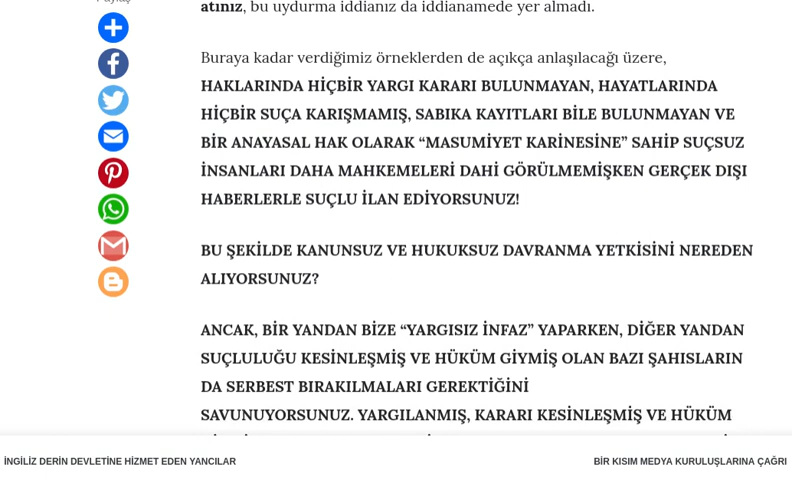 atınız, bu uydurma iddianız da iddianamede yer almadı.
Buraya kadar verdiğimiz örneklerden de açıkça anlaşılacağı üzere,
HAKLARINDA HİÇBİR YARGI KARARI BULUNMAYAN, HAYATLARINDA
HİÇBİR SUÇA KARIŞMAMIŞ, SABIKA KAYITLARI BİLE BULUNMAYAN VE
BİR ANAYASAL HAK OLARAK “MASUMİYET KARİNESİNE” SAHİP SUÇSUZ
İNSANLARI DAHA MAHKEMELERİ DAHİ GÖRÜLMEMİŞKEN GERÇEK DIŞI
HABERLERLE SUÇLU İLAN EDİYORSUNUZ!
BU ŞEKİLDE KANUNSUZ VE HUKUKSUZ DAVRANMA YETKİSİNİ NEREDEN
ALIYORSUNUZ?
ANCAK, BİR YANDAN BİZE “YARGISIZ İNFAZ” YAPARKEN, DİĞER YANDAN
SUÇLULUĞU KESİNLEŞMİŞ VE HÜKÜM GİYMİŞ OLAN BAZI ŞAHISLARIN
DA SERBEST BIRAKILMALARI GEREKTİĞİNİ
SAVUNUYORSUNUZ. YARGILANMIŞ, KARARI KESİNLEŞMİŞ VE HÜKÜM
İNGİLİZ DERİN DEVLETİNE HİZMET EDEN YANCILAR
BİR KISIM MEDYA KURULUŞLARINA ÇAĞRI